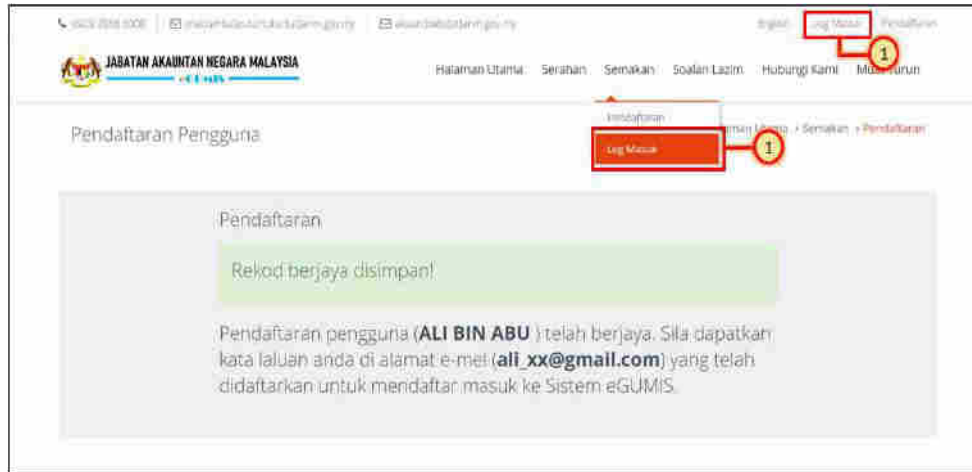 English Log Masuk Pendaftaran
1
JABATAN AKAUNTAN NEGARA MALAYSIA
eGUMIS
Halaman Utama Serahan Semakan Soalan Lazim Hubungi Kami Muat Turun
Pendaftaran Pengguna
Pendaftaran
Log Masuk
1
Utama > Semakan > Pendaftaran
Pendaftaran
Rekod berjaya disimpan!
Pendaftaran pengguna (ALI BIN ABU ) telah berjaya. Sila dapatkan
kata laluan anda di alamat e-mel (ali_xx@gmail.com) yang telah
didaftarkan untuk mendaftar masuk ke Sistem eGUMIS.